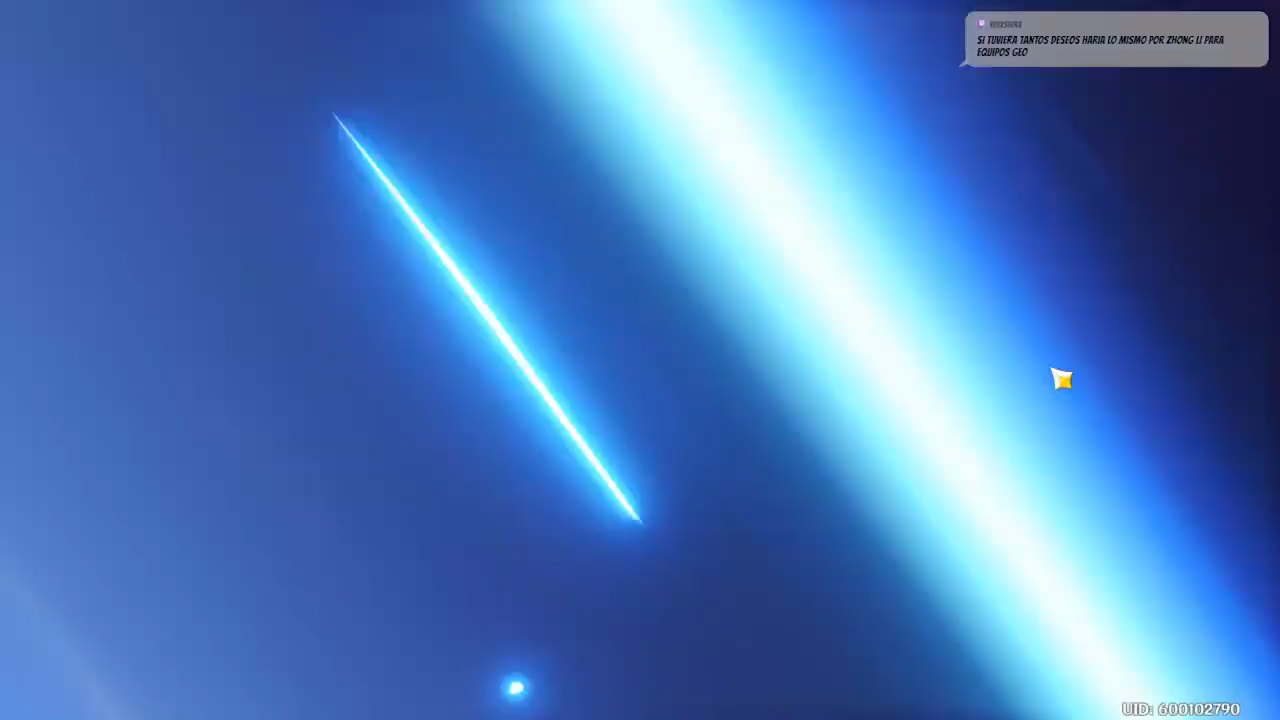 SI TUVIERA TANTOS DESEOS HARIA LO MISMO POR ZHONG LI PARA
EQUIPOS GEO
UID: 600102790